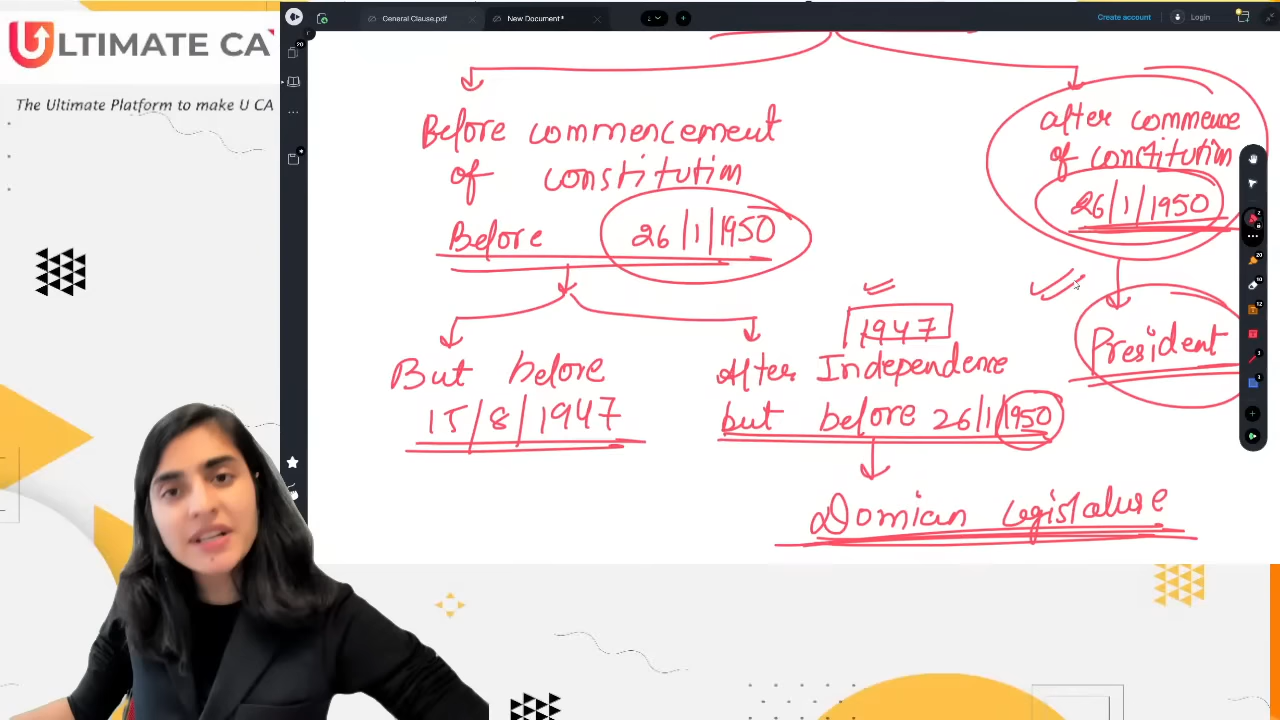 ULTIMATE CA
The Ultimate Platform to make U CA
General Clause.pdf
New Document*
1
Create account
Login
Before commencement
of constitution
Before 26/1/1950
after commence
of constitution
26/1/1950
President
But before
15/8/1947
1947
After Independence
but before 26/1/1950
Domian legislature